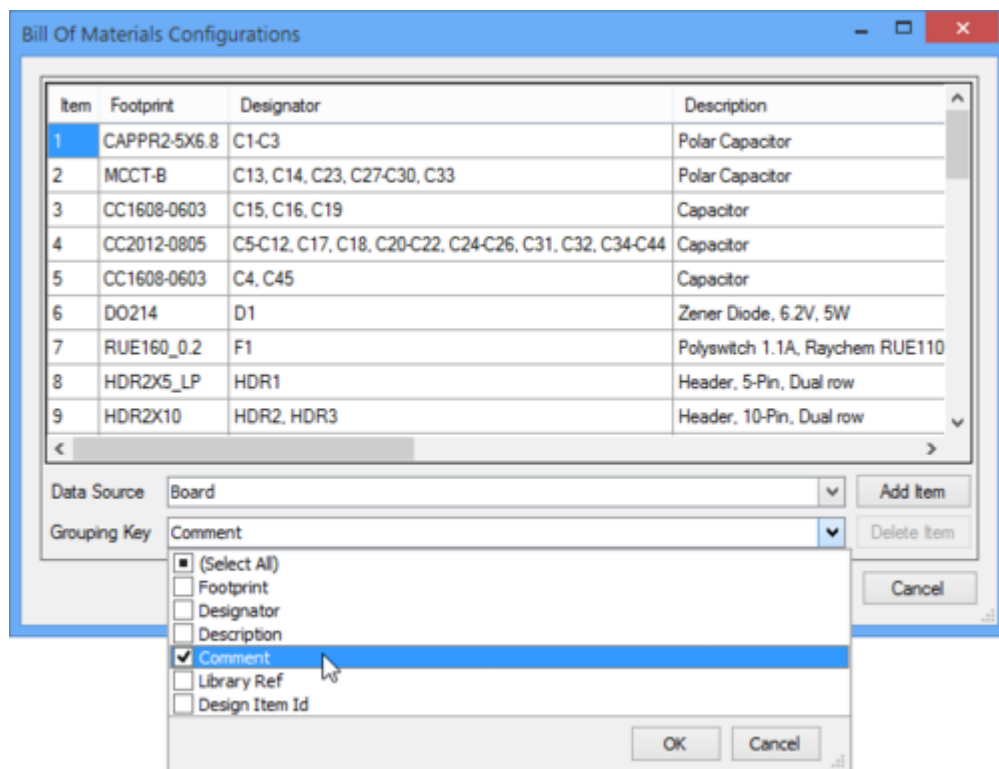 Bill Of Materials Configurations
Item Footprint Designator Description
1 CAPPR2-5X6.8 C1-C3 Polar Capacitor
2 MCCT-B C13, C14, C23, C27-C30, C33 Polar Capacitor
3 CC1608-0603 C15, C16, C19 Capacitor
4 CC2012-0805 C5-C12, C17, C18, C20-C22, C24-C26, C31, C32, C34-C44 Capacitor
5 CC1608-0603 C4, C45 Capacitor
6 DO214 D1 Zener Diode, 6.2V, 5W
7 RUE160_0.2 F1 Polyswitch 1.1A, Raychem RUE110
8 HDR2X5_LP HDR1 Header, 5-Pin, Dual row
9 HDR2X10 HDR2, HDR3 Header, 10-Pin, Dual row
Data Source Board Add Item
Grouping Key Comment Delete Item
(Select All)
Footprint
Cancel
Designator
Description
Comment
Library Ref
Design Item Id
OK Cancel